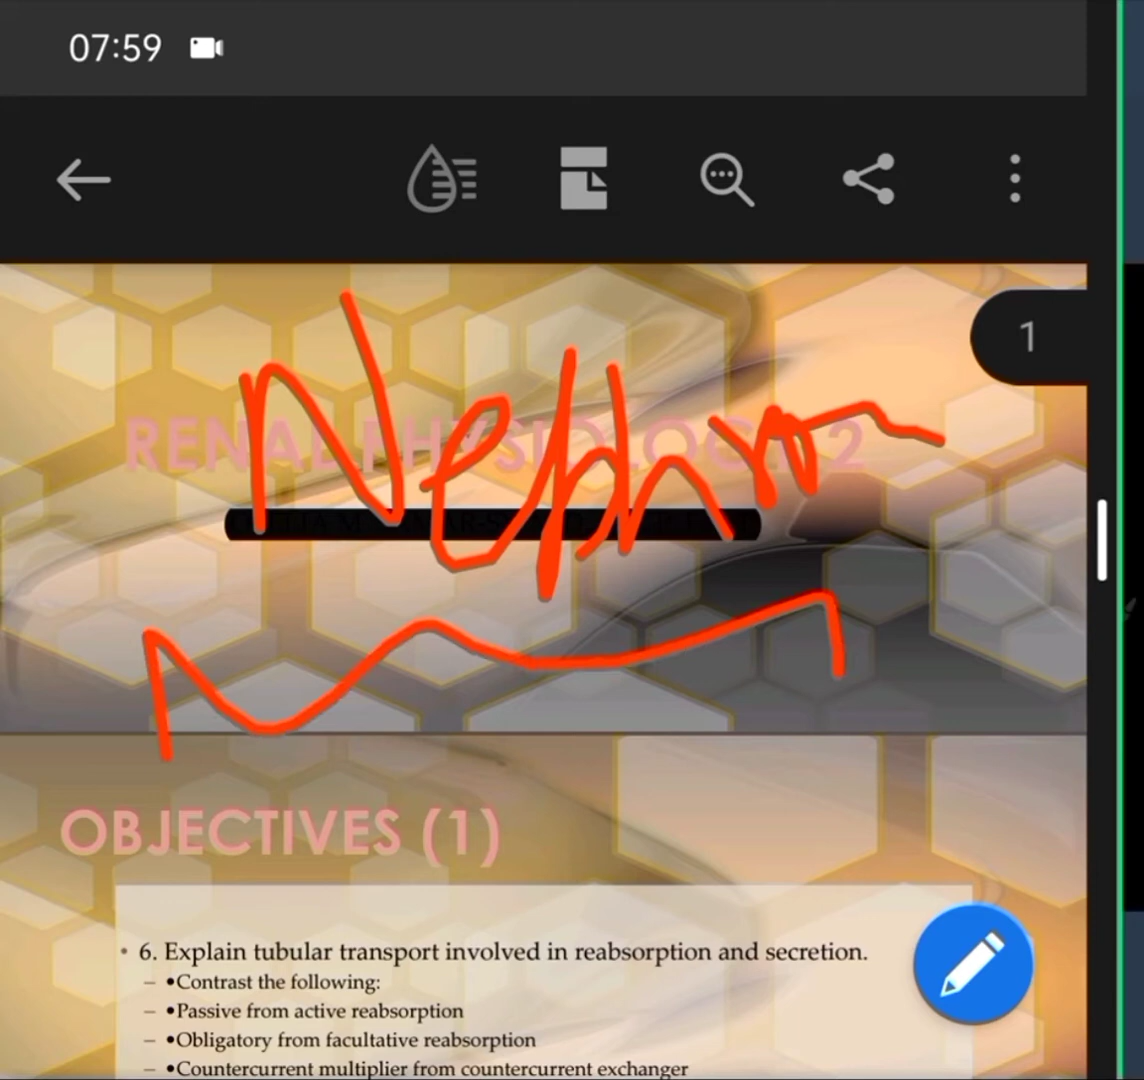 07:59
1
RENAL PHYSIOLOGY 2
Nephron
OBJECTIVES (1)
• 6. Explain tubular transport involved in reabsorption and secretion.
– •Contrast the following:
– •Passive from active reabsorption
– •Obligatory from facultative reabsorption
– •Countercurrent multiplier from countercurrent exchanger